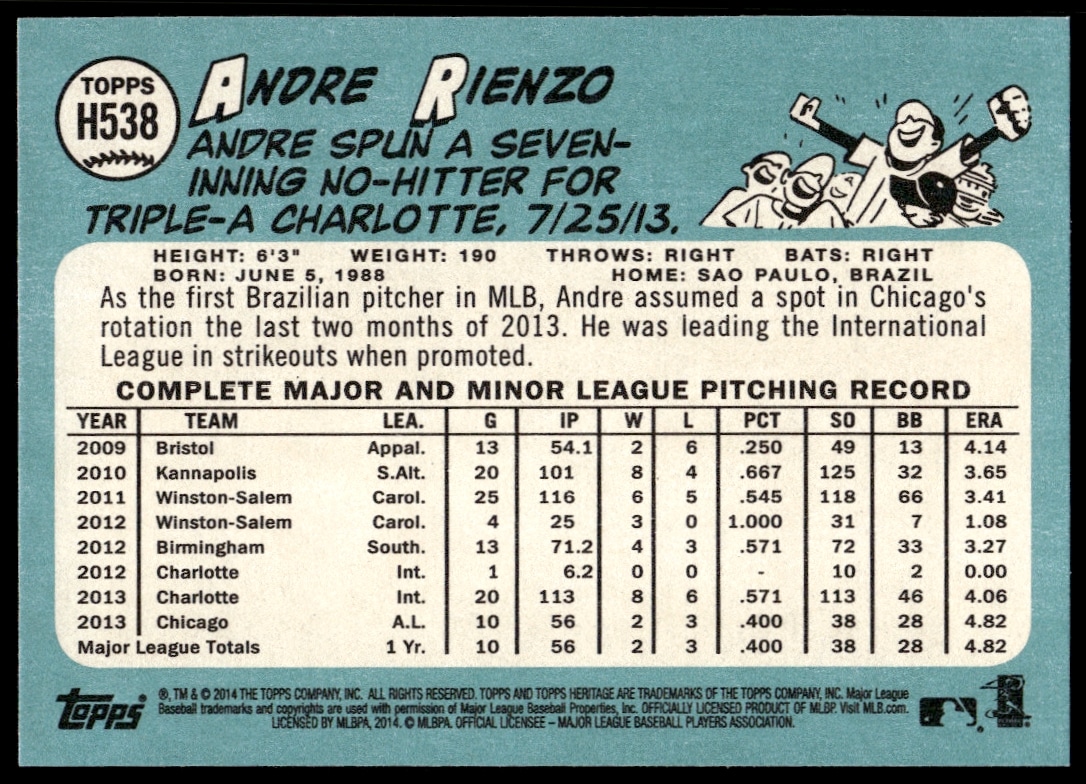 TOPPS
H538
ANDRE RIENZO
ANDRE SPUN A SEVEN-
INNING NO-HITTER FOR
TRIPLE-A CHARLOTTE, 7/25/13.
HEIGHT: 6'3" WEIGHT: 190 THROWS: RIGHT BATS: RIGHT
BORN: JUNE 5, 1988 HOME: SAO PAULO, BRAZIL
As the first Brazilian pitcher in MLB, Andre assumed a spot in Chicago's
rotation the last two months of 2013. He was leading the International
League in strikeouts when promoted.
COMPLETE MAJOR AND MINOR LEAGUE PITCHING RECORD
YEAR TEAM LEA. G IP W L PCT SO BB ERA
2009 Bristol Appal. 13 54.1 2 6 .250 49 13 4.14
2010 Kannapolis S.Alt. 20 101 8 4 .667 125 32 3.65
2011 Winston-Salem Carol. 25 116 6 5 .545 118 66 3.41
2012 Winston-Salem Carol. 4 25 3 0 1.000 31 7 1.08
2012 Birmingham South. 13 71.2 4 3 .571 72 33 3.27
2012 Charlotte Int. 1 6.2 0 0 - 10 2 0.00
2013 Charlotte Int. 20 113 8 6 .571 113 46 4.06
2013 Chicago A.L. 10 56 2 3 .400 38 28 4.82
Major League Totals 1 Yr. 10 56 2 3 .400 38 28 4.82
Topps
®, TM & © 2014 THE TOPPS COMPANY, INC. ALL RIGHTS RESERVED. TOPPS AND TOPPS HERITAGE ARE TRADEMARKS OF THE TOPPS COMPANY, INC. Major League
Baseball trademarks and copyrights are used with permission of Major League Baseball Properties, Inc. OFFICIALLY LICENSED PRODUCT OF MLBP. Visit MLB.com.
LICENSED BY MLBPA, 2014. © MLBPA. OFFICIAL LICENSEE – MAJOR LEAGUE BASEBALL PLAYERS ASSOCIATION.